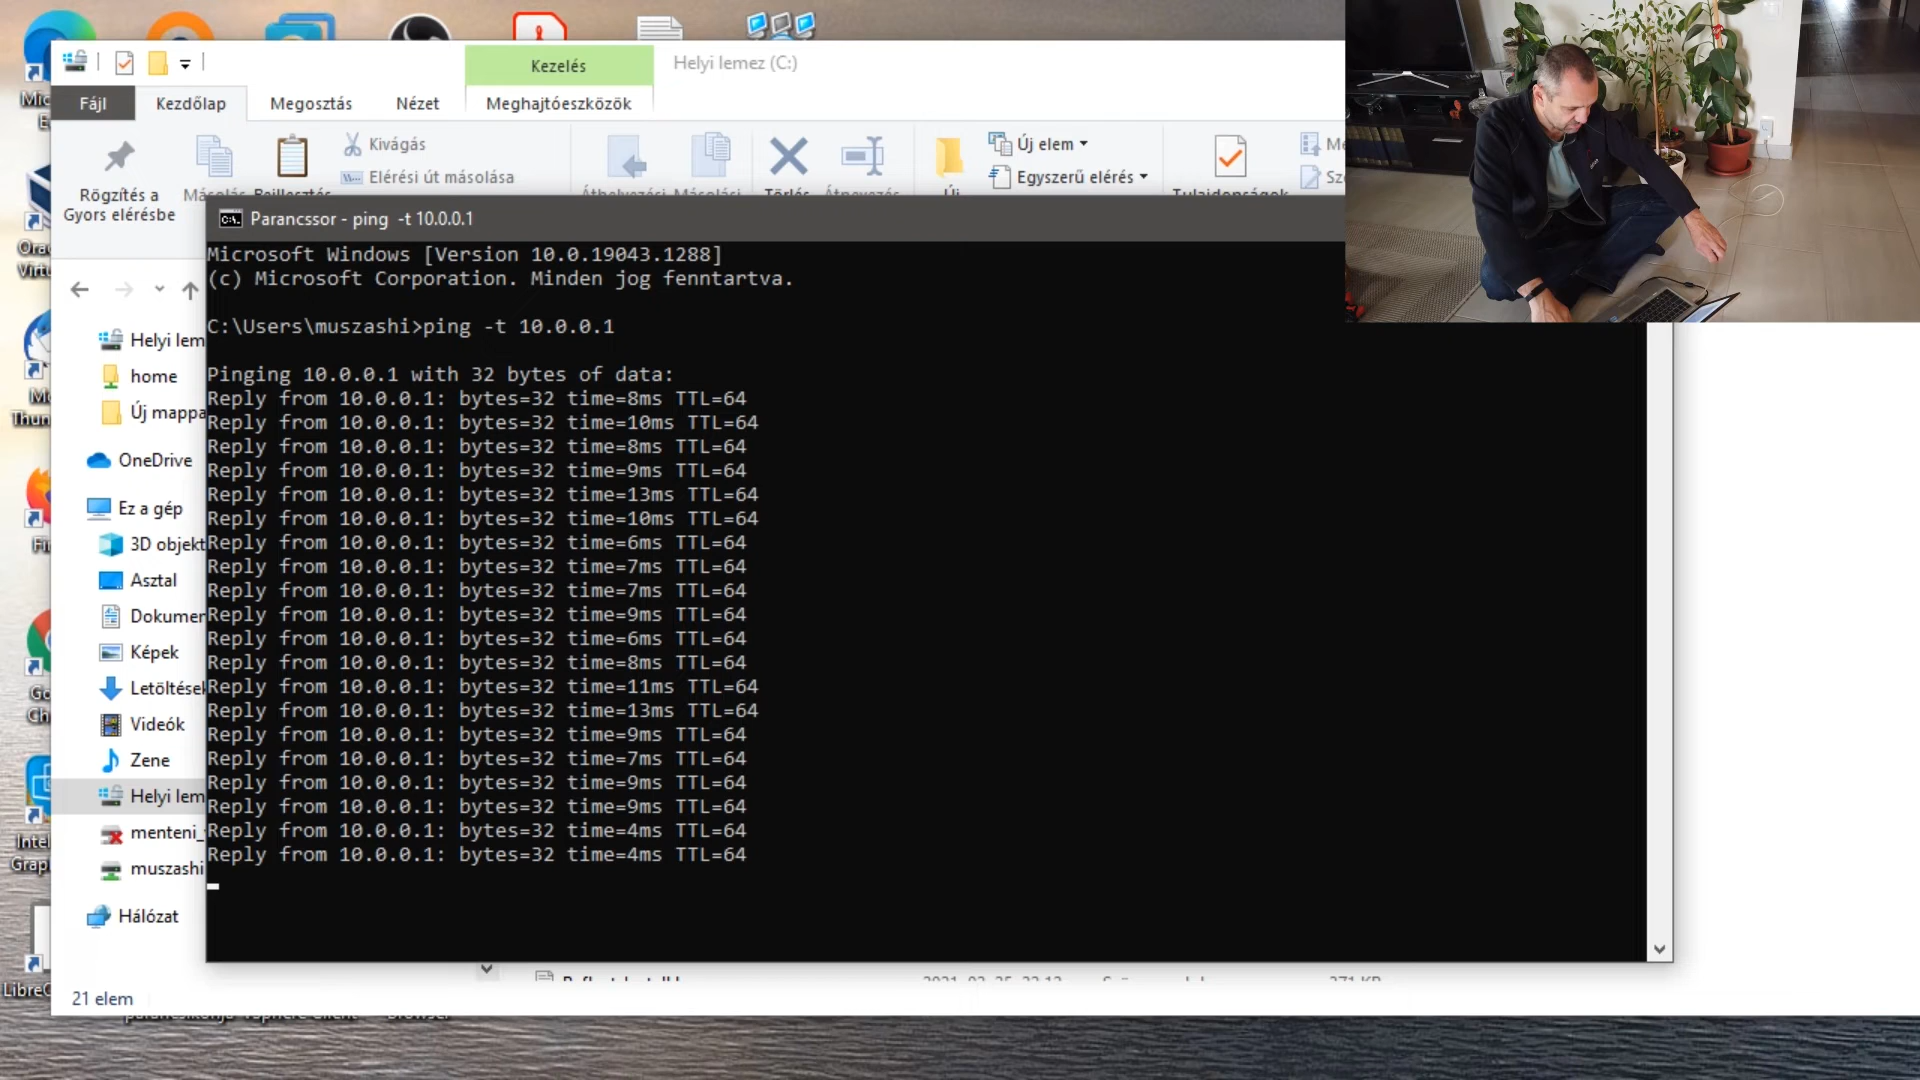 Kezelés
Helyi lemez (C:)
Fájl
Kezdőlap
Megosztás
Nézet
Meghajtóeszközök
Kivágás
Elérési út másolása
Új elem
Egyszerű elérés
Rögzítés a
Gyors elérésbe
Parancssor - ping  -t 10.0.0.1
Microsoft Windows [Version 10.0.19043.1288]
(c) Microsoft Corporation. Minden jog fenntartva.
C:\Users\muszashi>ping -t 10.0.0.1
Pinging 10.0.0.1 with 32 bytes of data:
Reply from 10.0.0.1: bytes=32 time=8ms TTL=64
Reply from 10.0.0.1: bytes=32 time=10ms TTL=64
Reply from 10.0.0.1: bytes=32 time=8ms TTL=64
Reply from 10.0.0.1: bytes=32 time=9ms TTL=64
Reply from 10.0.0.1: bytes=32 time=13ms TTL=64
Reply from 10.0.0.1: bytes=32 time=10ms TTL=64
Reply from 10.0.0.1: bytes=32 time=6ms TTL=64
Reply from 10.0.0.1: bytes=32 time=7ms TTL=64
Reply from 10.0.0.1: bytes=32 time=7ms TTL=64
Reply from 10.0.0.1: bytes=32 time=9ms TTL=64
Reply from 10.0.0.1: bytes=32 time=6ms TTL=64
Reply from 10.0.0.1: bytes=32 time=8ms TTL=64
Reply from 10.0.0.1: bytes=32 time=11ms TTL=64
Reply from 10.0.0.1: bytes=32 time=13ms TTL=64
Reply from 10.0.0.1: bytes=32 time=9ms TTL=64
Reply from 10.0.0.1: bytes=32 time=7ms TTL=64
Reply from 10.0.0.1: bytes=32 time=9ms TTL=64
Reply from 10.0.0.1: bytes=32 time=9ms TTL=64
Reply from 10.0.0.1: bytes=32 time=4ms TTL=64
Reply from 10.0.0.1: bytes=32 time=4ms TTL=64
Helyi lem
home
Új mappa
OneDrive
Ez a gép
3D objekt
Asztal
Dokumen
Képek
Letöltések
Videók
Zene
Helyi lem
menteni_
muszashi
Hálózat
21 elem